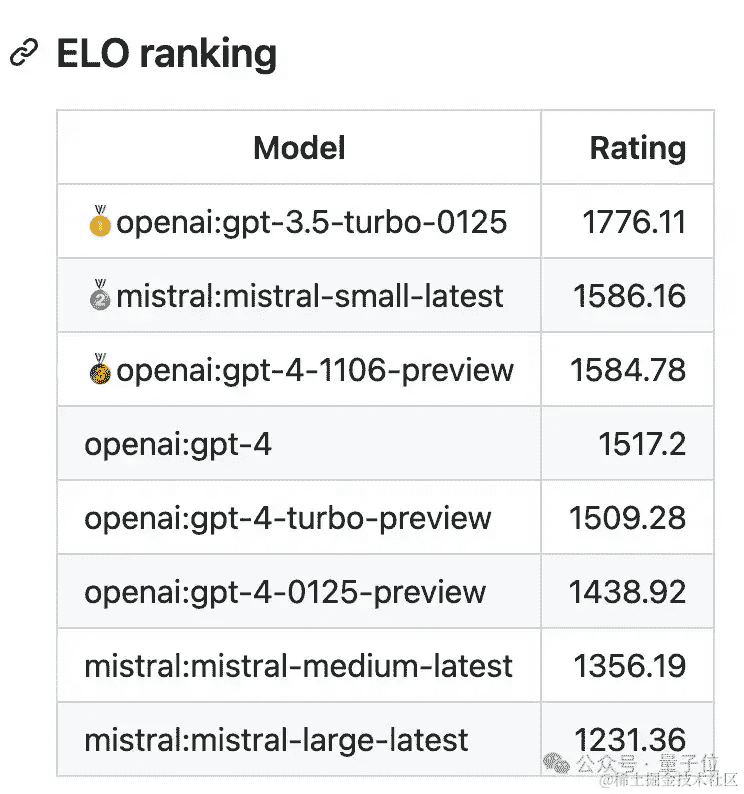 ELO ranking
Model Rating
openai:gpt-3.5-turbo-0125 1776.11
mistral:mistral-small-latest 1586.16
openai:gpt-4-1106-preview 1584.78
openai:gpt-4 1517.2
openai:gpt-4-turbo-preview 1509.28
openai:gpt-4-0125-preview 1438.92
mistral:mistral-medium-latest 1356.19
mistral:mistral-large-latest 1231.36
公众号 · 量子位
@稀土掘金技术社区